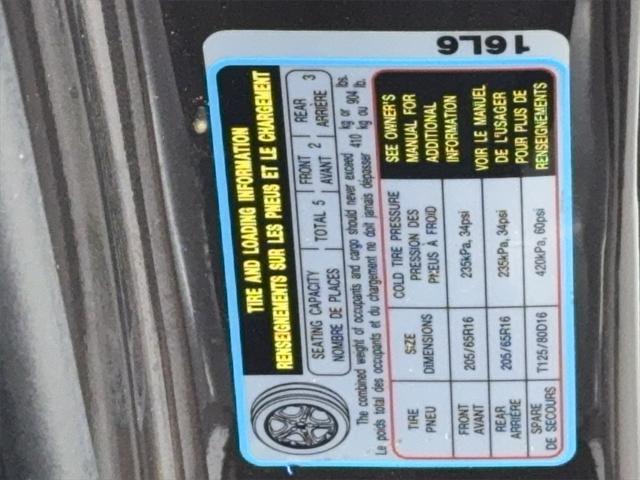 16L6
TIRE AND LOADING INFORMATION
RENSEIGNEMENTS SUR LES PNEUS ET LE CHARGEMENT
SEATING CAPACITY
NOMBRE DE PLACES
TOTAL 5
FRONT
AVANT
2
REAR
ARRIÈRE
3
The combined weight of occupants and cargo should never exceed 410 kg or lbs.
Le poids total des occupants et du chargement ne doit jamais dépasser 410 kg ou 904 lb.
TIRE
PNEU
SIZE
DIMENSIONS
COLD TIRE PRESSURE
PRESSION DES
PNEUS À FROID
FRONT
AVANT
205/65R16
235kPa, 34psi
REAR
ARRIÈRE
205/65R16
235kPa, 34psi
SPARE
DE SECOURS
T125/80D16
420kPa, 60psi
SEE OWNER'S
MANUAL FOR
ADDITIONAL
INFORMATION
VOIR LE MANUEL
DE L'USAGER
POUR PLUS DE
RENSEIGNEMENTS